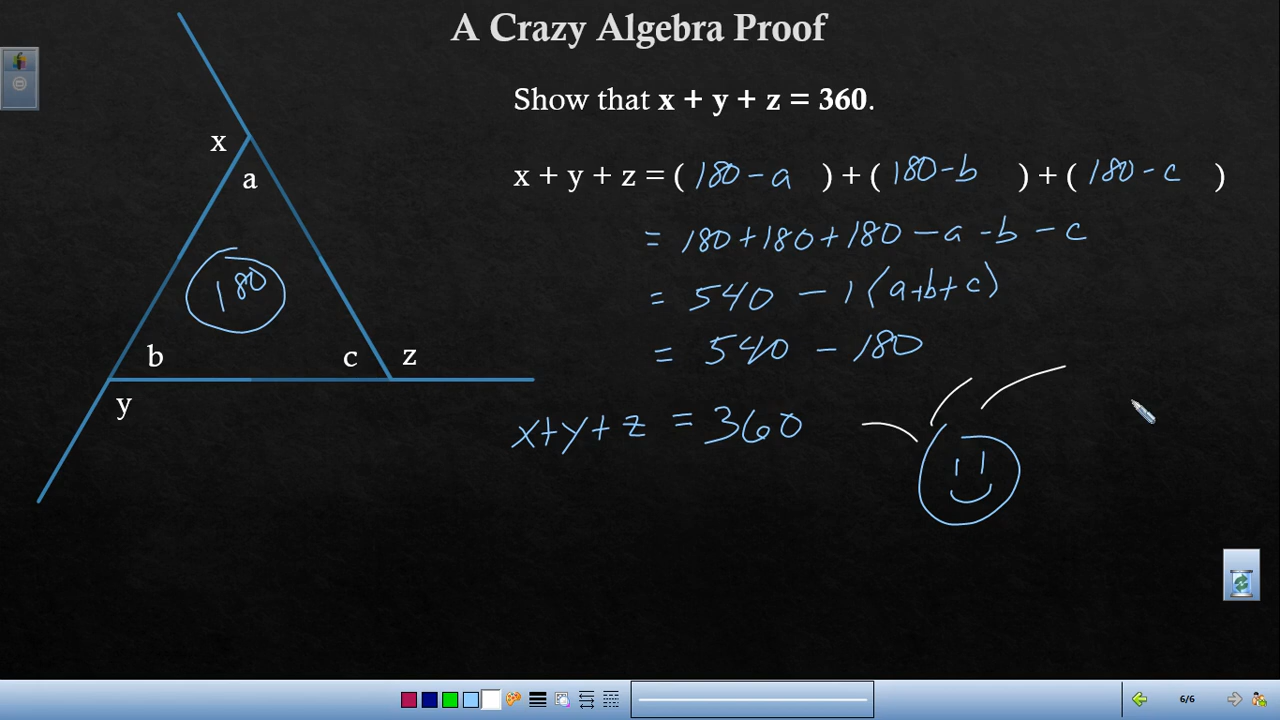 A Crazy Algebra Proof
Show that x + y + z = 360.
x + y + z = ( 180 - a ) + ( 180 - b ) + ( 180 - c )
= 180 + 180 + 180 - a - b - c
= 540 - 1 (a+b+c)
= 540 - 180
x+y+z = 360
x
a
180
b
c
z
y
6/6